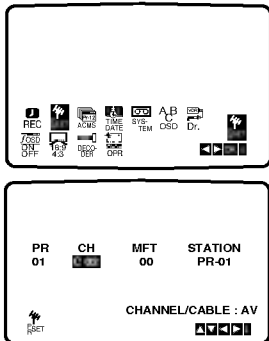 REC
ACMS
TIME
DATE
SYS-
TEM
A,B
C
OSD
Dr.
OSD
ON
OFF
16:9
4:3
DECO-
DER
OPR
PR CH MFT STATION
01 00 PR-01
CHANNEL/CABLE : AV